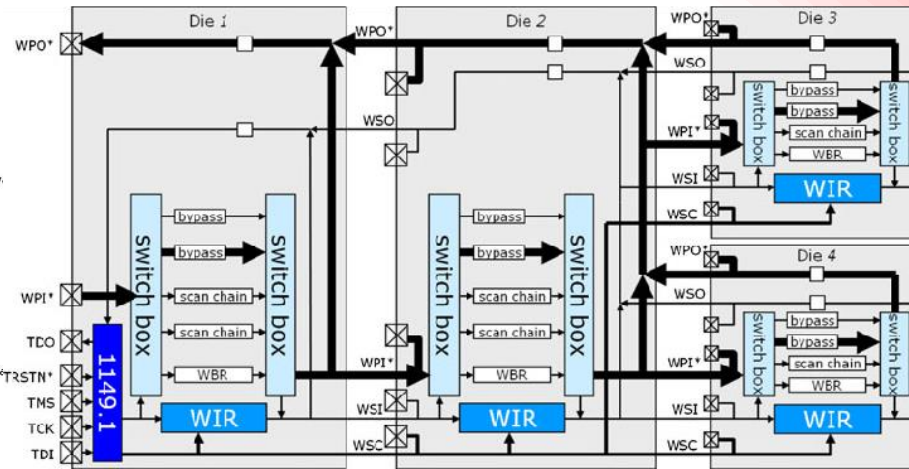 Die 1
Die 2
Die 3
WPO*
WPO*
WPO*
WSO
WSO
bypass
bypass
scan chain
WBR
switch box
switch box
WPI*
WSI
WIR
WSC
switch box
bypass
bypass
scan chain
scan chain
WBR
switch box
WIR
switch box
bypass
bypass
scan chain
scan chain
WBR
switch box
WIR
WPI*
TDO
TRSTN*
TMS
TCK
TDI
1149.1
WPI*
WSI
WSC
Die 4
WPO*
WSO
switch box
bypass
bypass
scan chain
WBR
switch box
WPI*
WSI
WIR
WSC